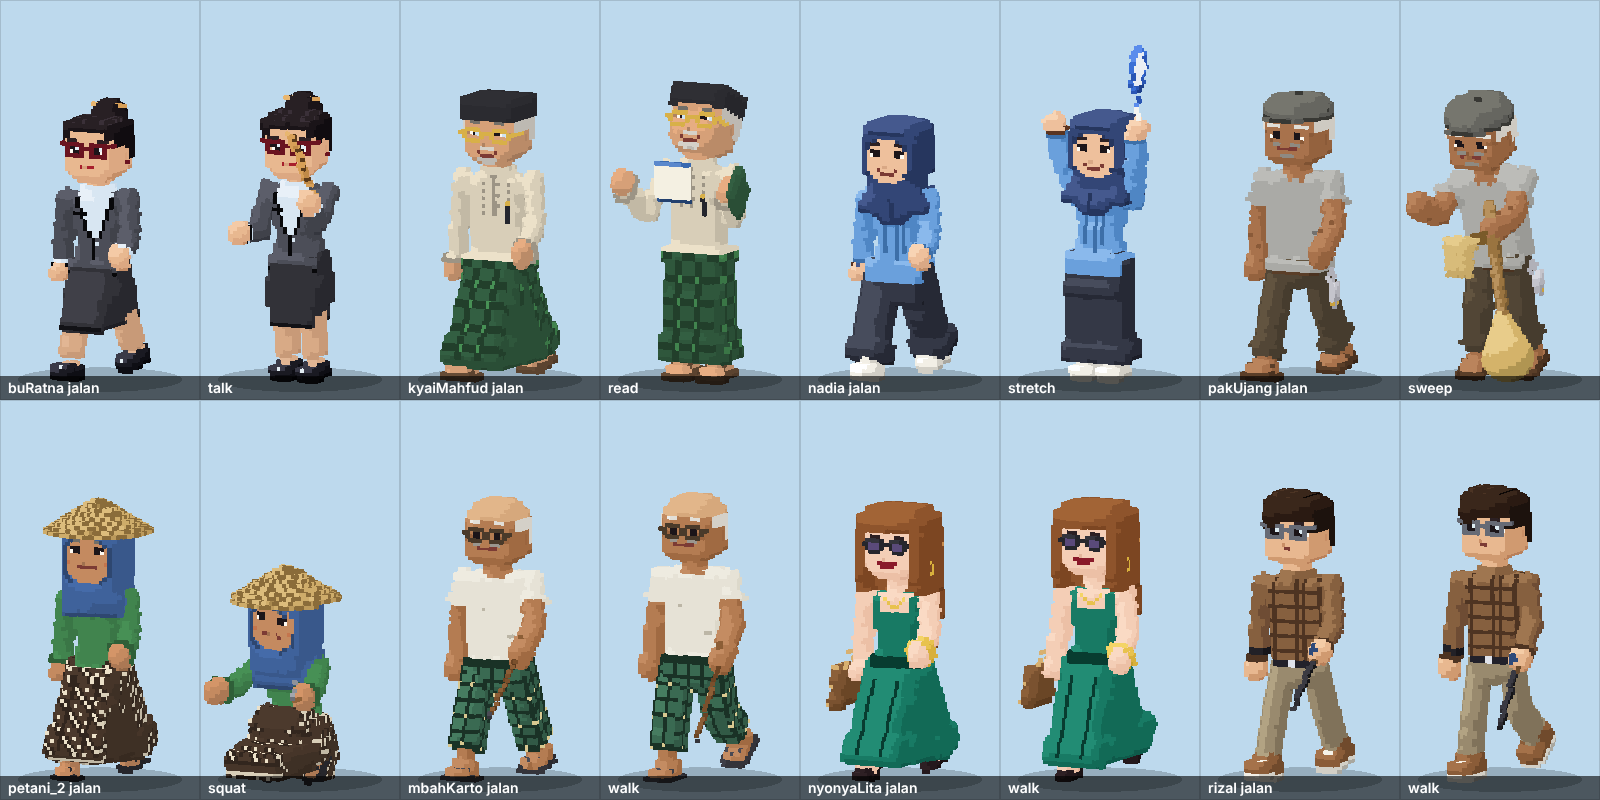 buRatna jalan
talk
kyaiMahfud jalan
read
nadia jalan
stretch
pakUjang jalan
sweep
petani_2 jalan
squat
mbahKarto jalan
walk
nyonyaLita jalan
walk
rizal jalan
walk